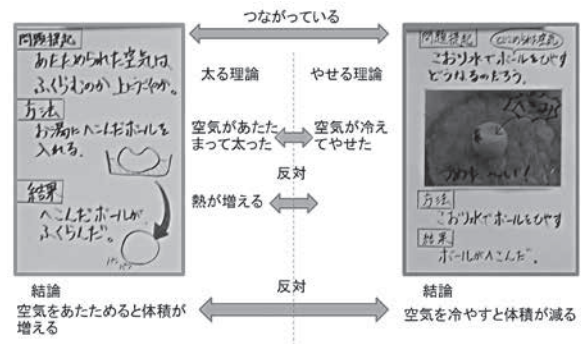 つながっている
問題提起
あたためられた空気は、
ふくらむのか 上に
方法
お湯にへこんだボールを
入れる。
結果
へこんだボールが、
ふくらんだ。
結論
空気をあたためると体積が
増える
太る理論
やせる理論
空気があたた
まって太った
空気が冷え
てやせた
反対
熱が増える
反対
問題提起
こおり水でボールをひやす
どうなるのだろう。
方法
こおり水でボールをひやす
結果
ボールがへこんだ。
結論
空気を冷やすと体積が減る